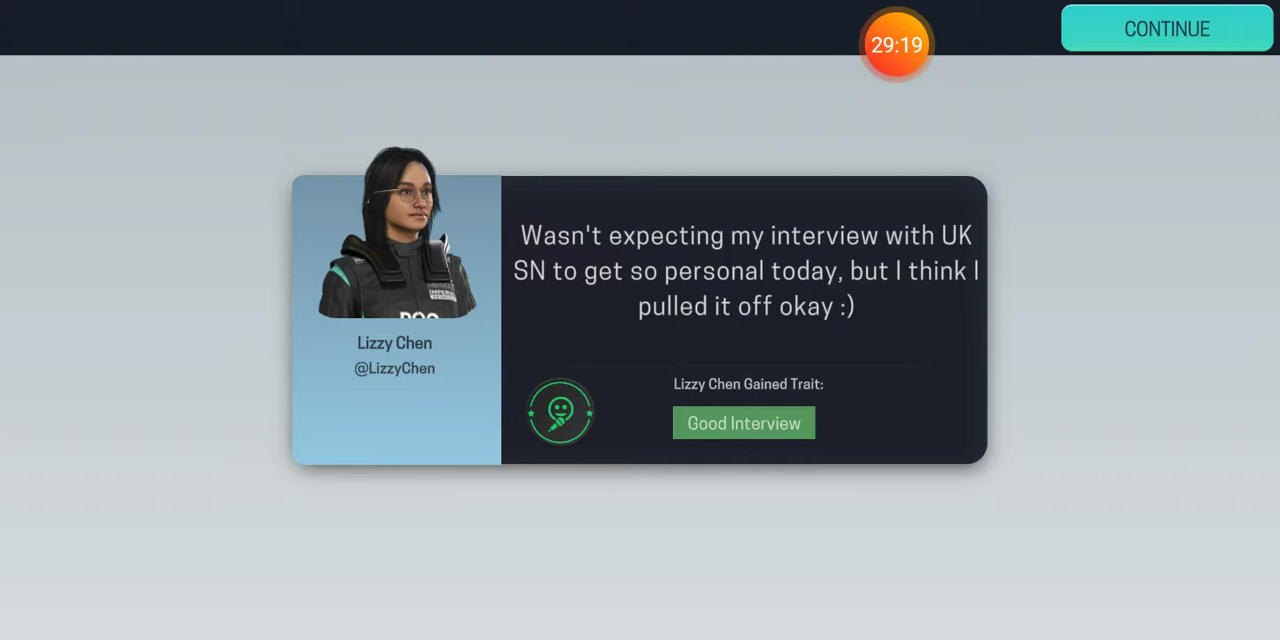 CONTINUE
29:19
Wasn't expecting my interview with UK
SN to get so personal today, but I think I
pulled it off okay :)
Lizzy Chen
@LizzyChen
Lizzy Chen Gained Trait:
Good Interview